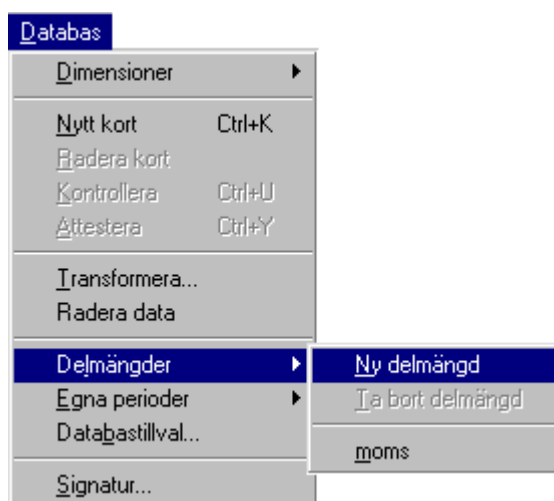 Databas
Dimensioner
Nytt kort Ctrl+K
Radera kort
Kontrollera Ctrl+U
Attestera Ctrl+Y
Transformera...
Radera data
Delmängder
Ny delmängd
Egna perioder
Ta bort delmängd
Databastillval...
moms
Signatur...